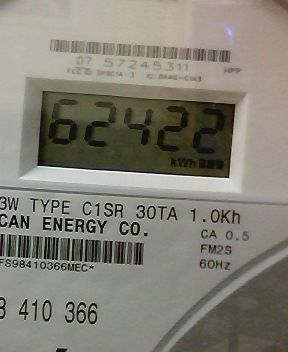 07 57245311
HPP
62422
kWh
3W TYPE C1SR 30TA 1.0Kh
CAN ENERGY CO.
CA 0.5
FM2S
60Hz
FS98410366MEC*
410 366